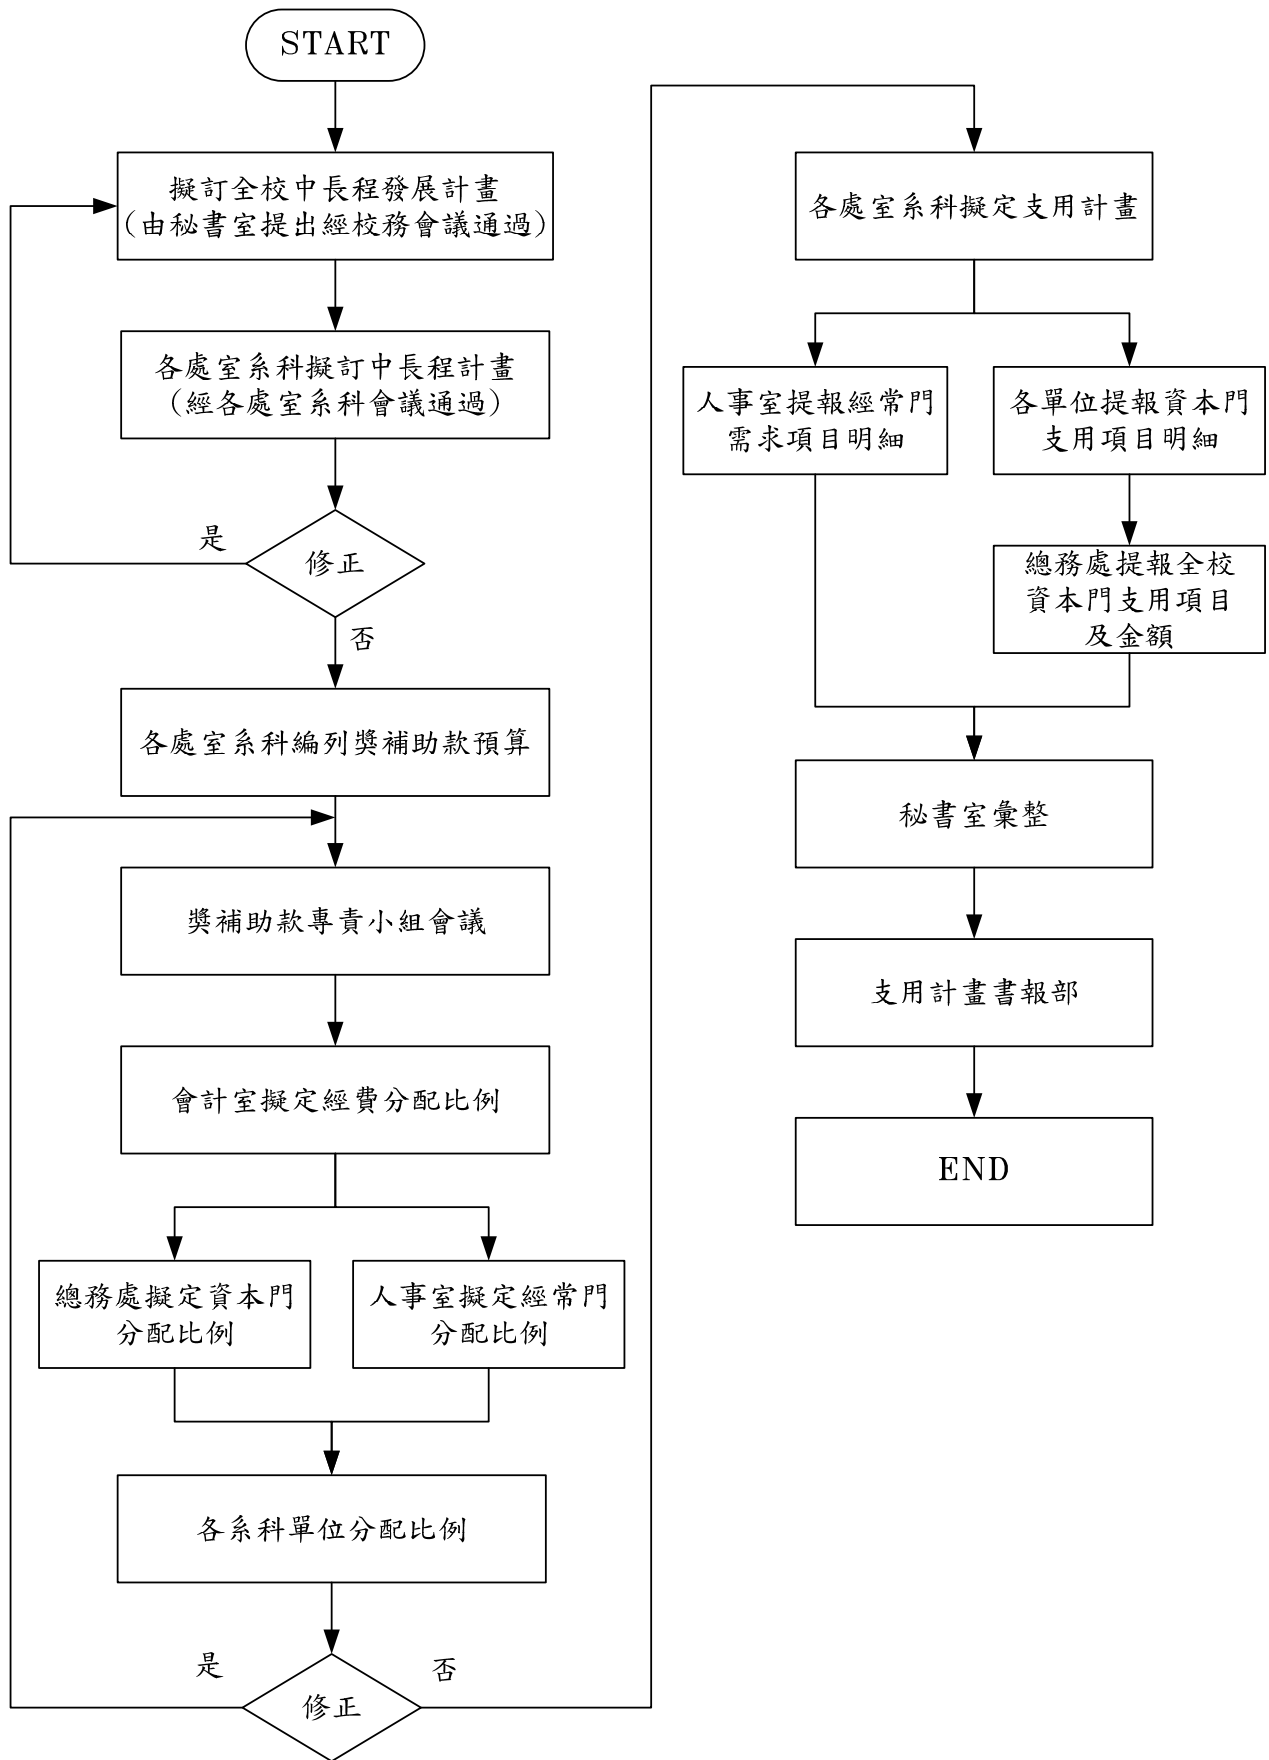 START
擬訂全校中長程發展計畫
（由秘書室提出經校務會議通過）
各處室系科擬訂中長程計畫
（經各處室系科會議通過）
是
修正
否
各處室系科編列獎補助款預算
獎補助款專責小組會議
會計室擬定經費分配比例
總務處擬定資本門
分配比例
人事室擬定經常門
分配比例
各系科單位分配比例
是
否
修正
各處室系科擬定支用計畫
人事室提報經常門
需求項目明細
各單位提報資本門
支用項目明細
總務處提報全校
資本門支用項目
及金額
秘書室彙整
支用計畫書報部
END